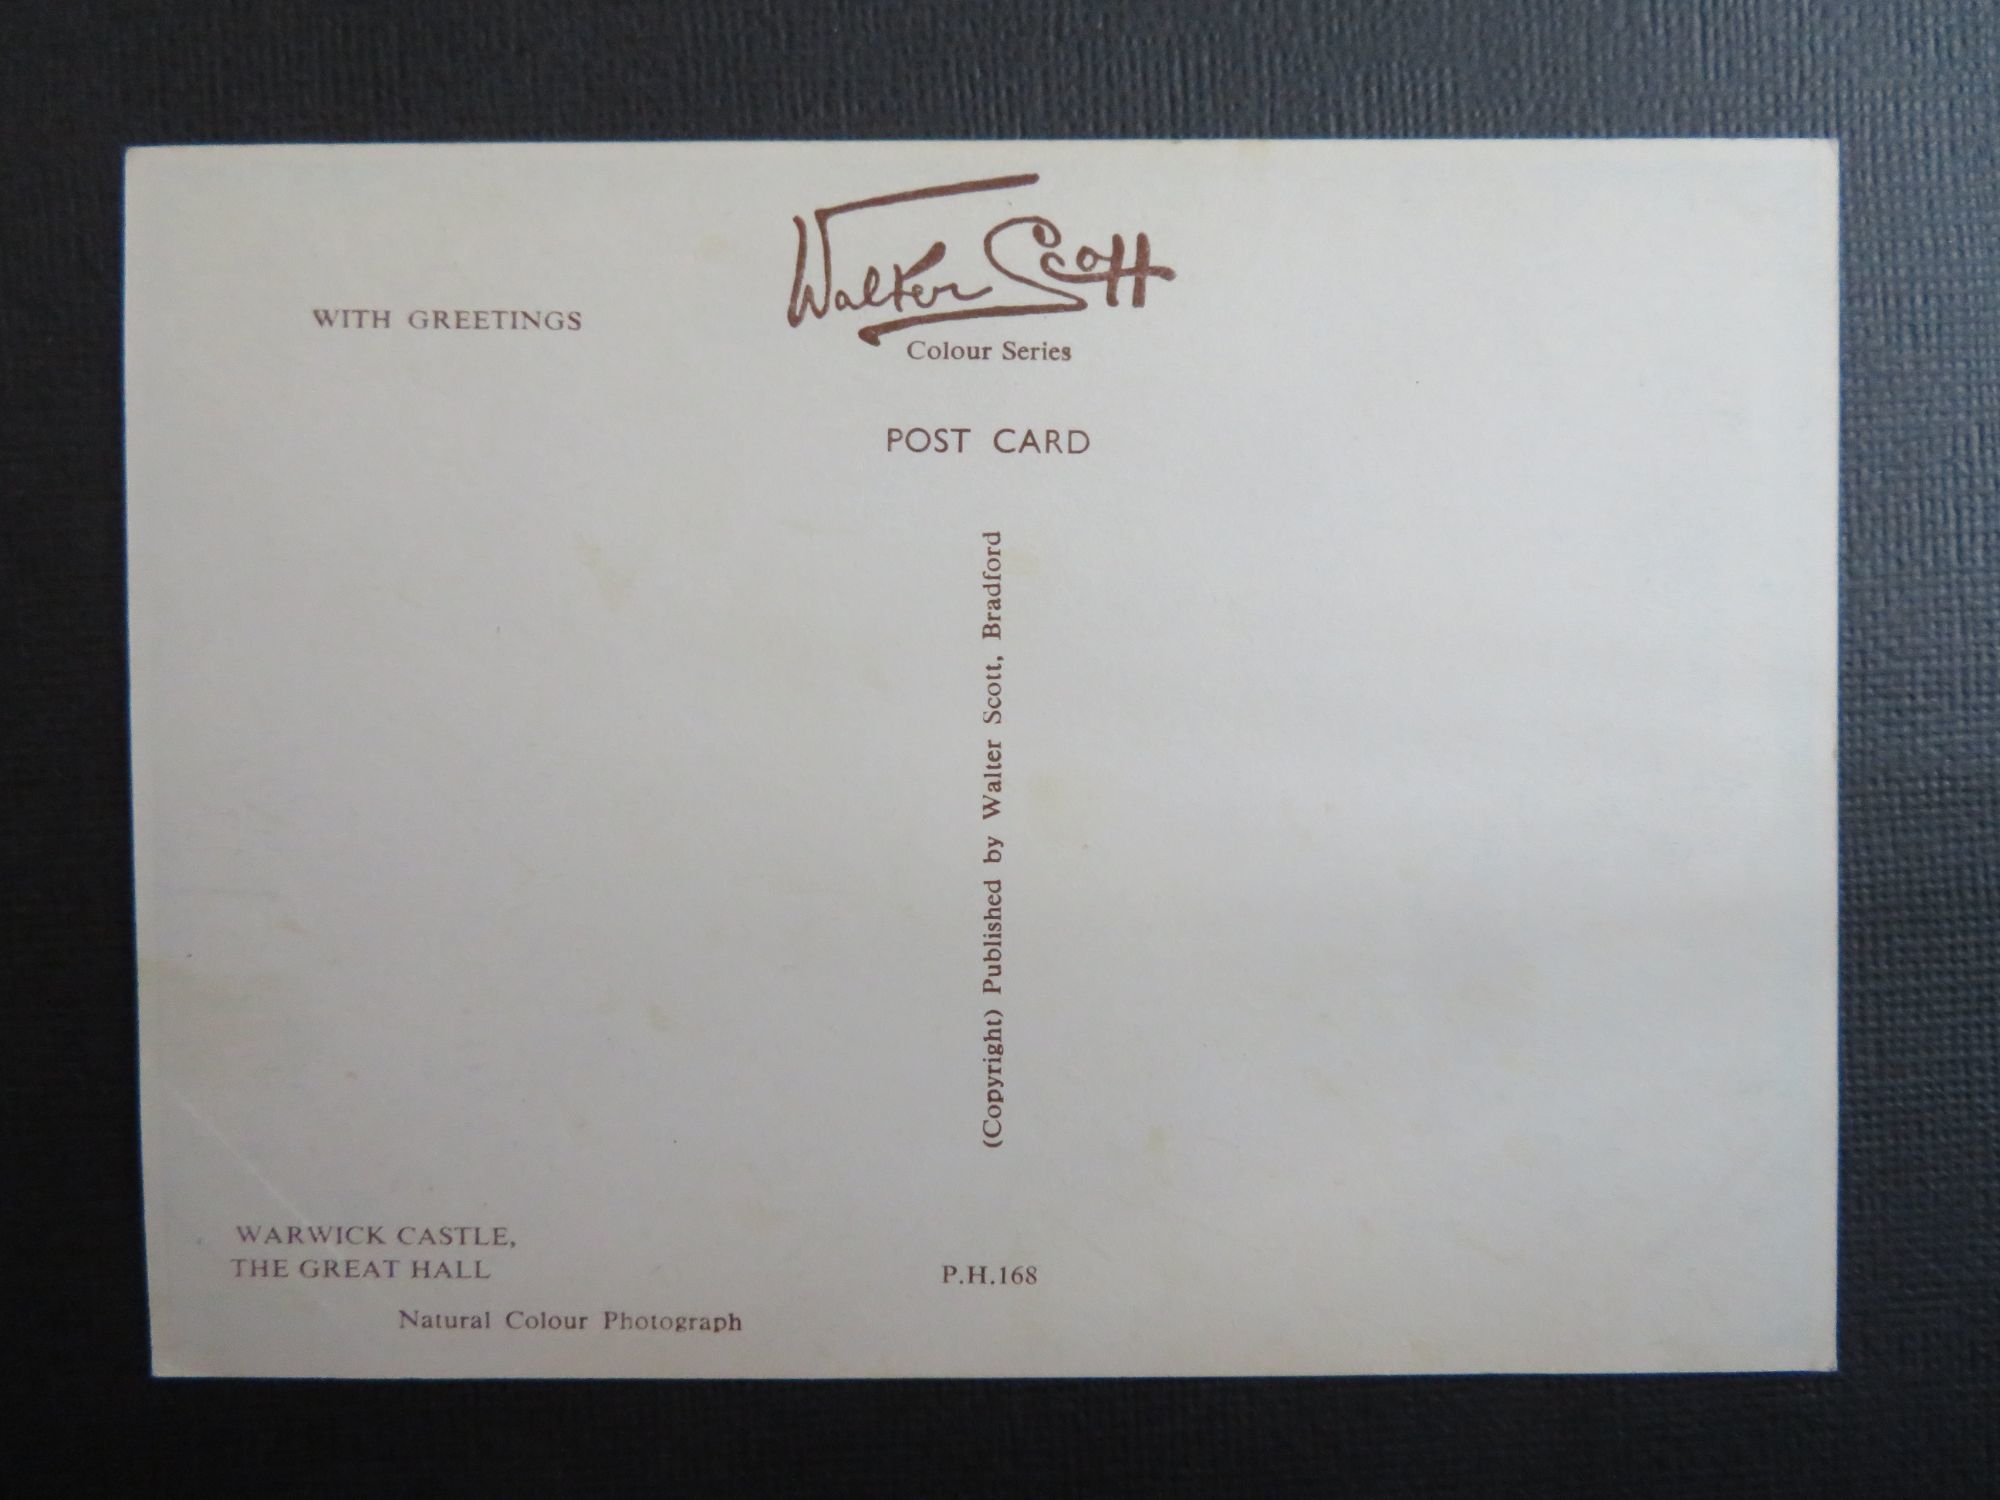 WITH GREETINGS
Walter Scott
Colour Series
POST CARD
(Copyright) Published by Walter Scott, Bradford
WARWICK CASTLE,
THE GREAT HALL
Natural Colour Photograph
P.H.168